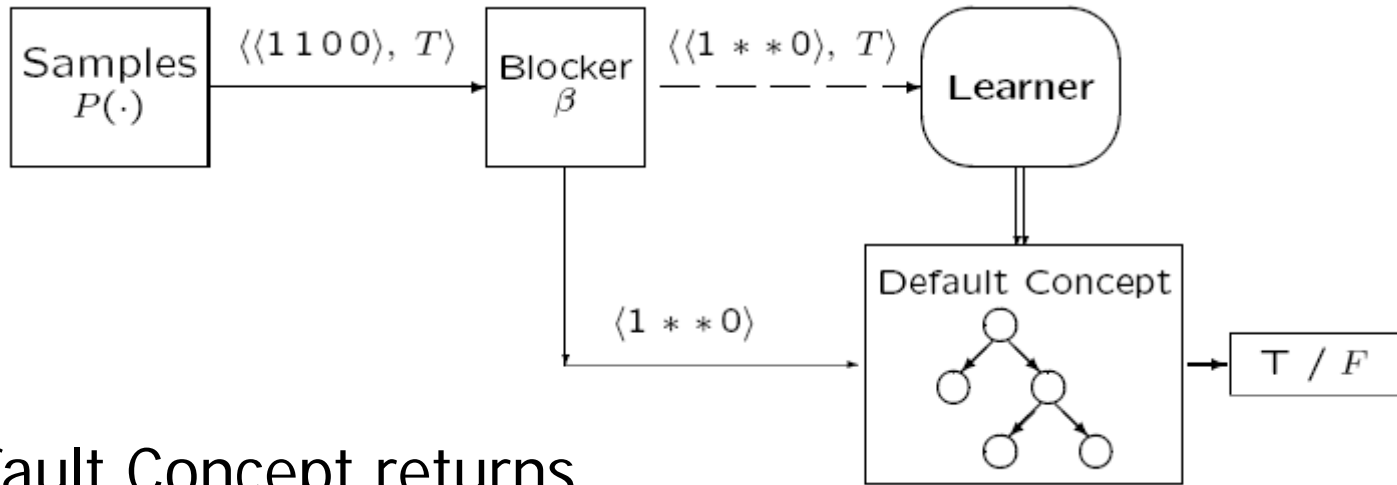 Samples
P(·)
⟨⟨1 1 0 0⟩, T⟩
Blocker
β
⟨⟨1 * * 0⟩, T⟩
Learner
Default Concept
⟨1 * * 0⟩
T / F
fault Concept returns